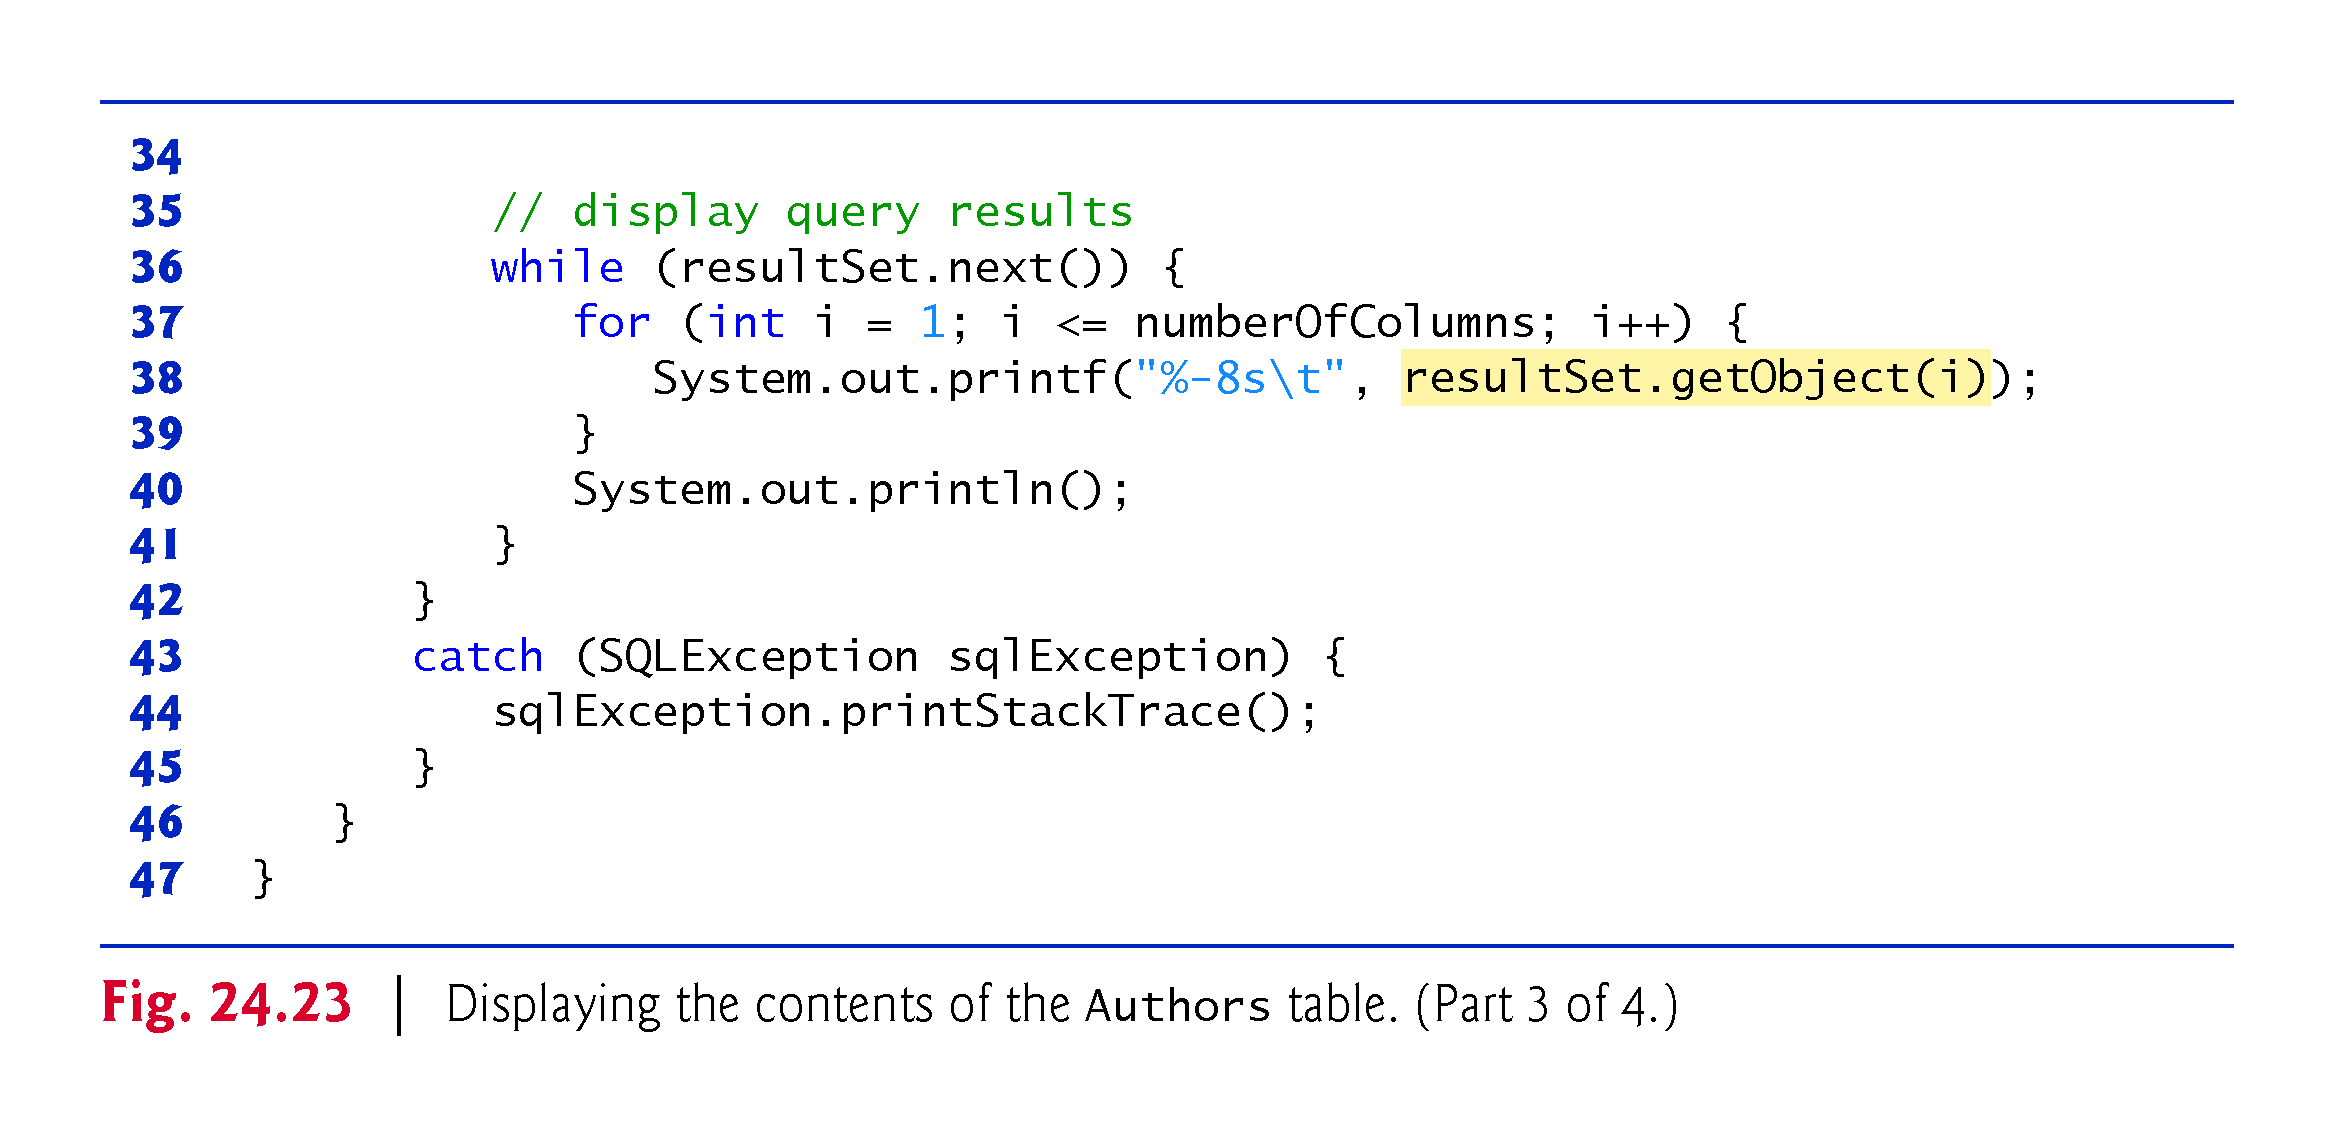 34
35 // display query results
36 while (resultSet.next()) {
37 for (int i = 1; i <= numberOfColumns; i++) {
38 System.out.printf("%-8s\t", resultSet.getObject(i));
39 }
40 System.out.println();
41 }
42 }
43 catch (SQLException sqlException) {
44 sqlException.printStackTrace();
45 }
46 }
47 }
Fig. 24.23 | Displaying the contents of the Authors table. (Part 3 of 4.)